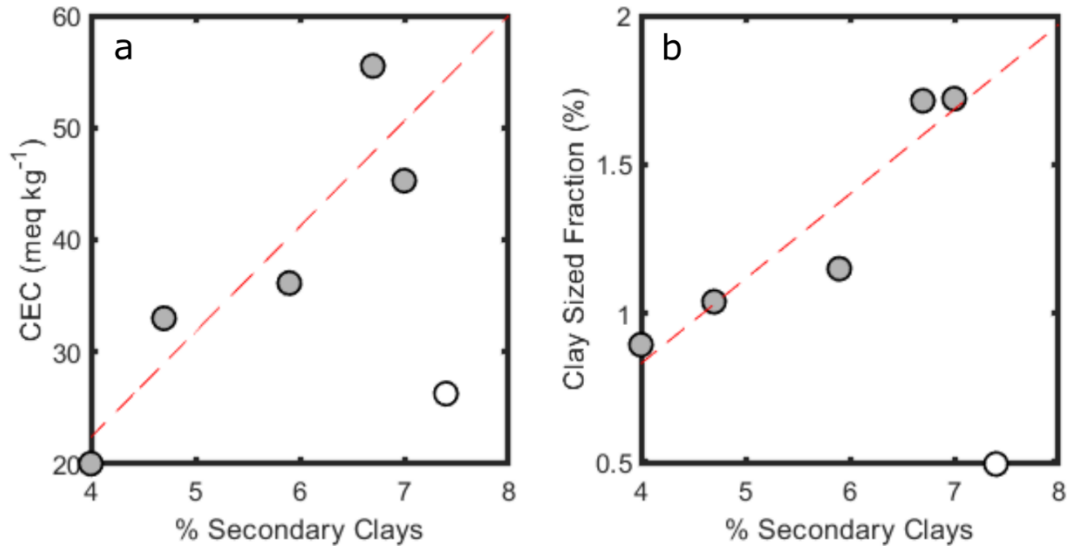 a
60
50
40
30
20
CEC (meq kg⁻¹)
4 5 6 7 8
% Secondary Clays
b
2
1.5
1
0.5
Clay Sized Fraction (%)
4 5 6 7 8
% Secondary Clays